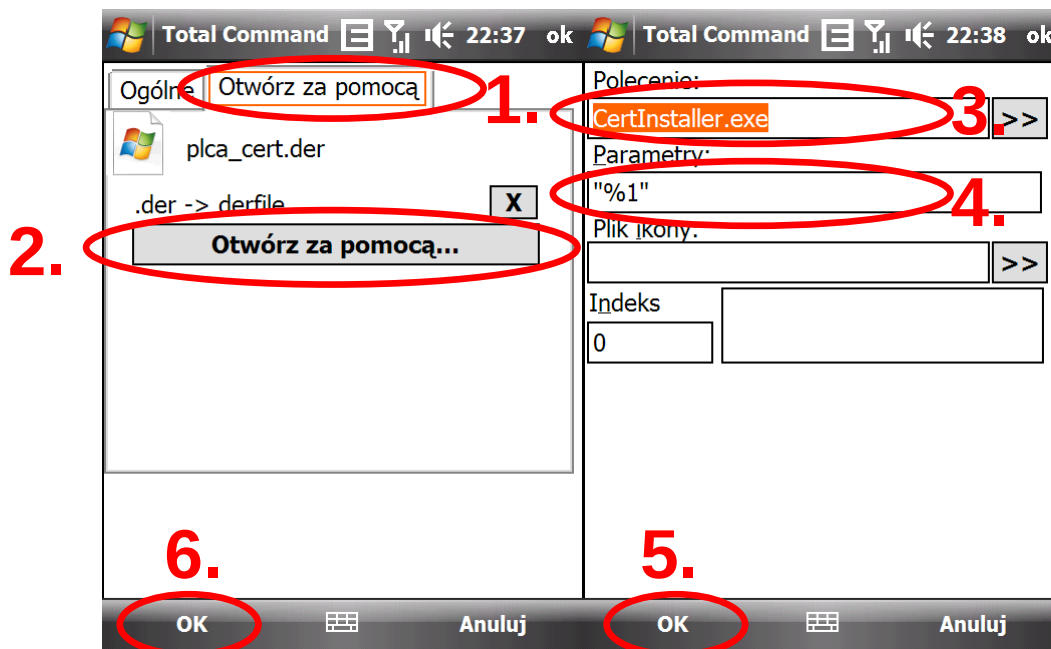 Total Command 22:37 ok
Ogólne Otwórz za pomocą
1.
plca_cert.der
.der -> derfile X
2.
Otwórz za pomocą...
6.
OK Anuluj
Total Command 22:38 ok
Polecenie:
CertInstaller.exe >>
3.
Parametry:
"%1"
4.
Plik ikony:
>>
Indeks
0
5.
OK Anuluj